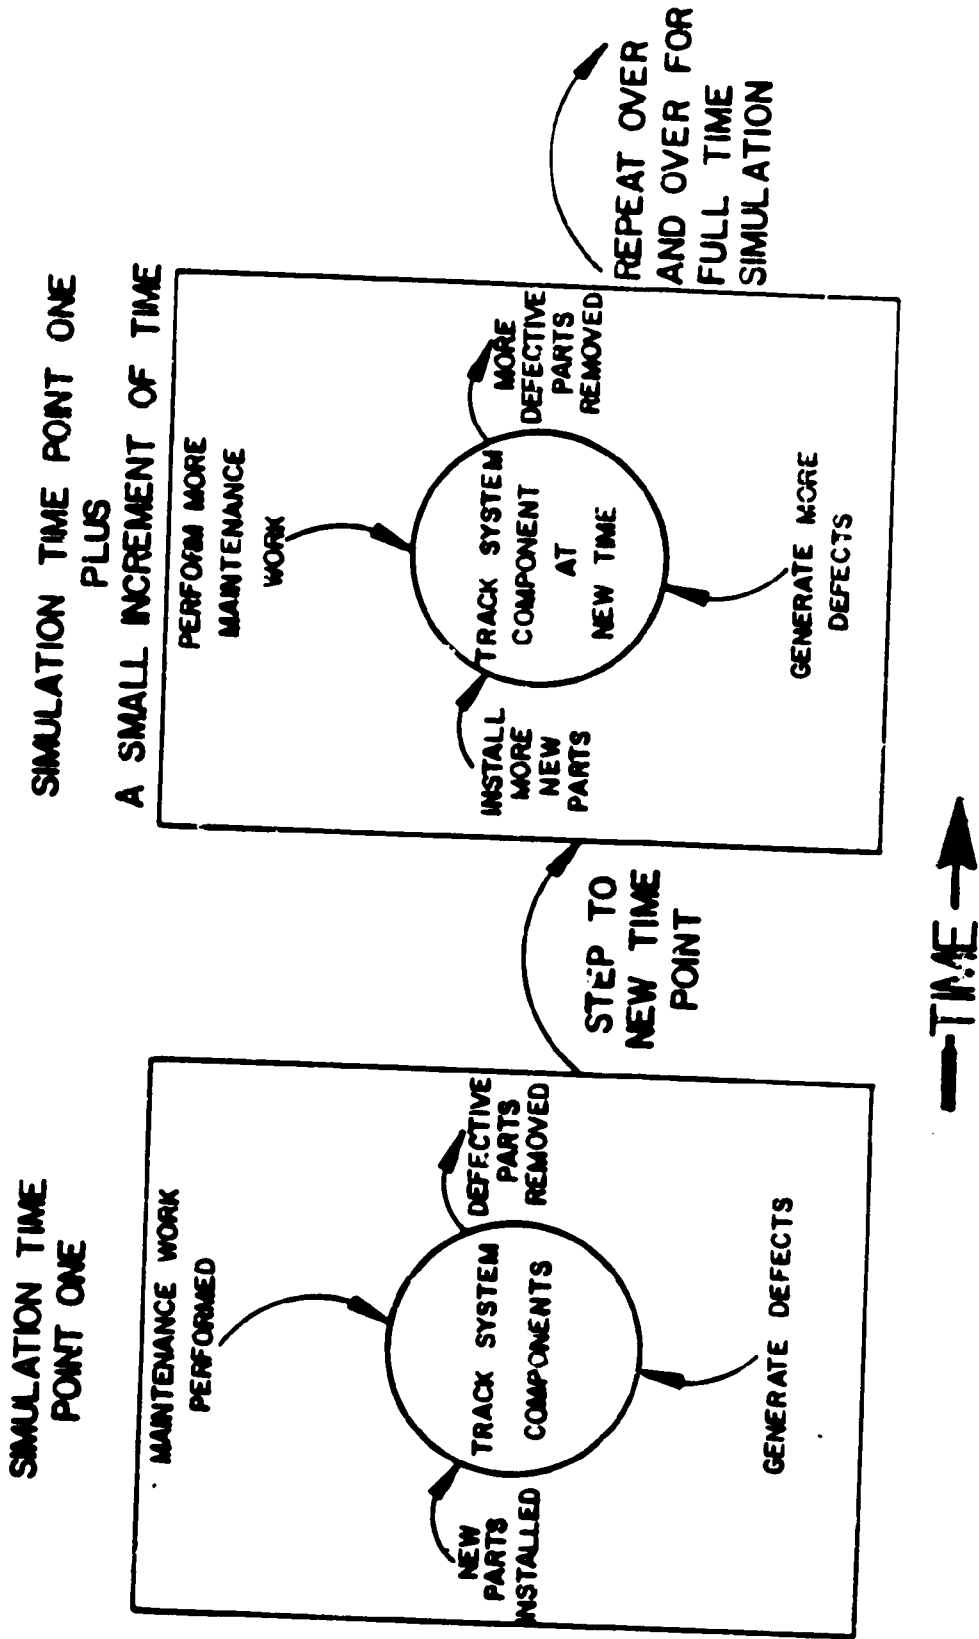 SIMULATION TIME
POINT ONE
MAINTENANCE WORK
PERFORMED
NEW
PARTS
INSTALLED
TRACK SYSTEM
COMPONENTS
DEFECTIVE
PARTS
REMOVED
GENERATE DEFECTS
STEP TO
NEW TIME
POINT
SIMULATION TIME POINT ONE
PLUS
A SMALL INCREMENT OF TIME
PERFORM MORE
MAINTENANCE
WORK
INSTALL
MORE
NEW
PARTS
TRACK SYSTEM
COMPONENT
AT
NEW TIME
MORE
DEFECTIVE
PARTS
REMOVED
GENERATE MORE
DEFECTS
REPEAT OVER
AND OVER FOR
FULL TIME
SIMULATION
TIME